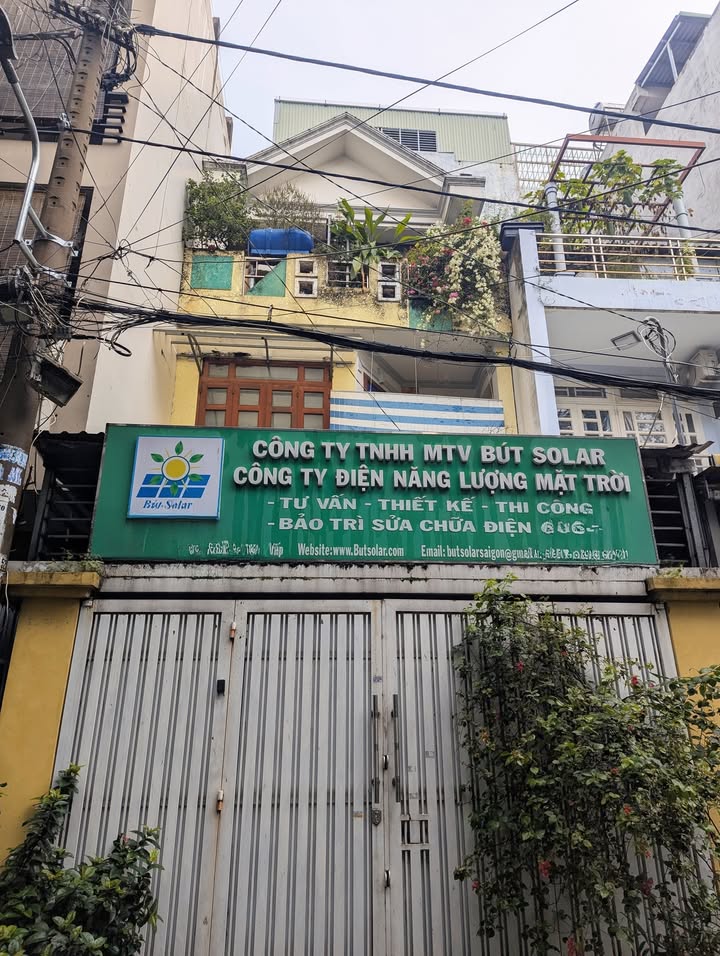 Bút-Solar
CÔNG TY TNHH MTV BÚT SOLAR
CÔNG TY ĐIỆN NĂNG LƯỢNG MẶT TRỜI
- TƯ VẤN - THIẾT KẾ - THI CÔNG
- BẢO TRÌ SỬA CHỮA ĐIỆN
Website:www.Butsolar.com Email: